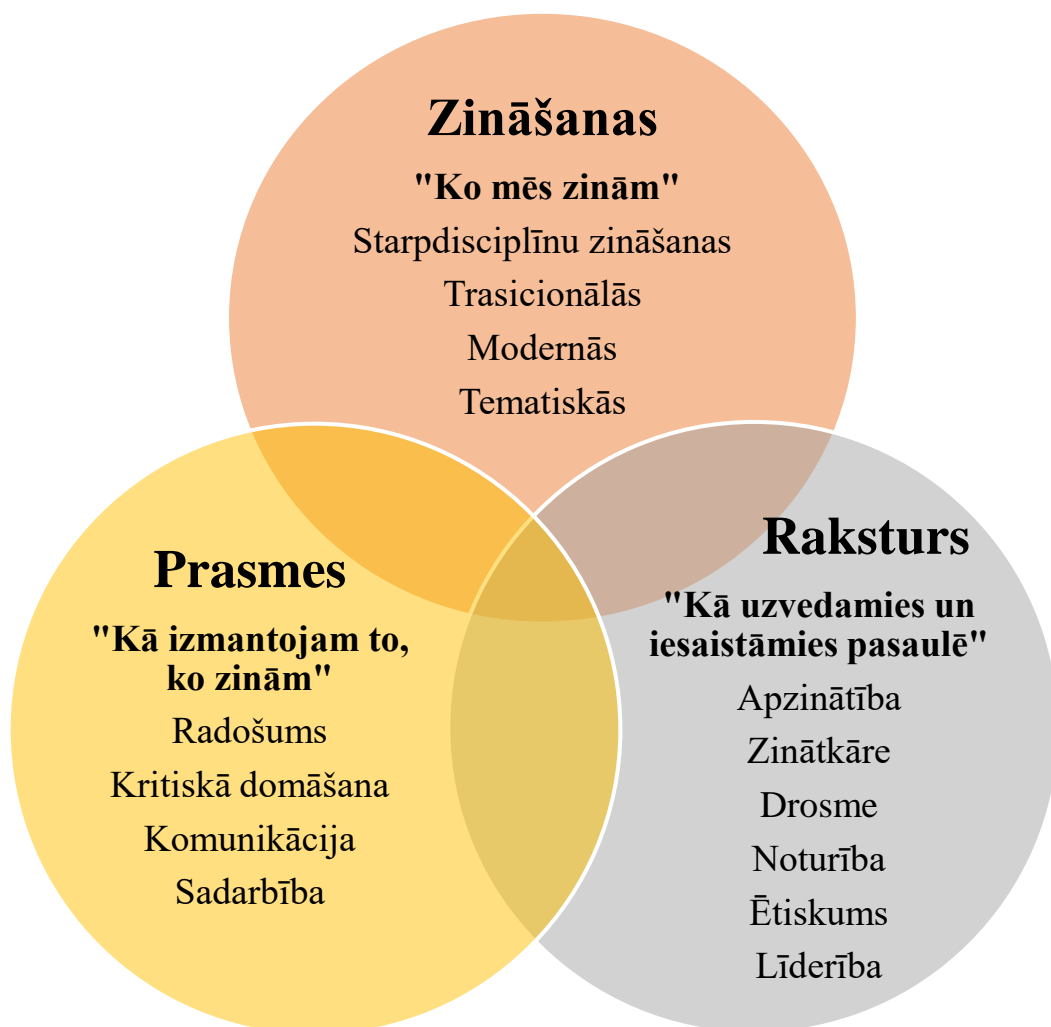 Zināšanas
"Ko mēs zinām"
Starpdisciplīnu zināšanas
Trasicionālās
Modernās
Tematiskās
Prasmes
"Kā izmantojam to,
ko zinām"
Radošums
Kritiskā domāšana
Komunikācija
Sadarbība
Raksturs
"Kā uzvedamies un
iesaistāmies pasaulē"
Apzinātība
Zinātkāre
Drosme
Noturība
Ētiskums
Līderība